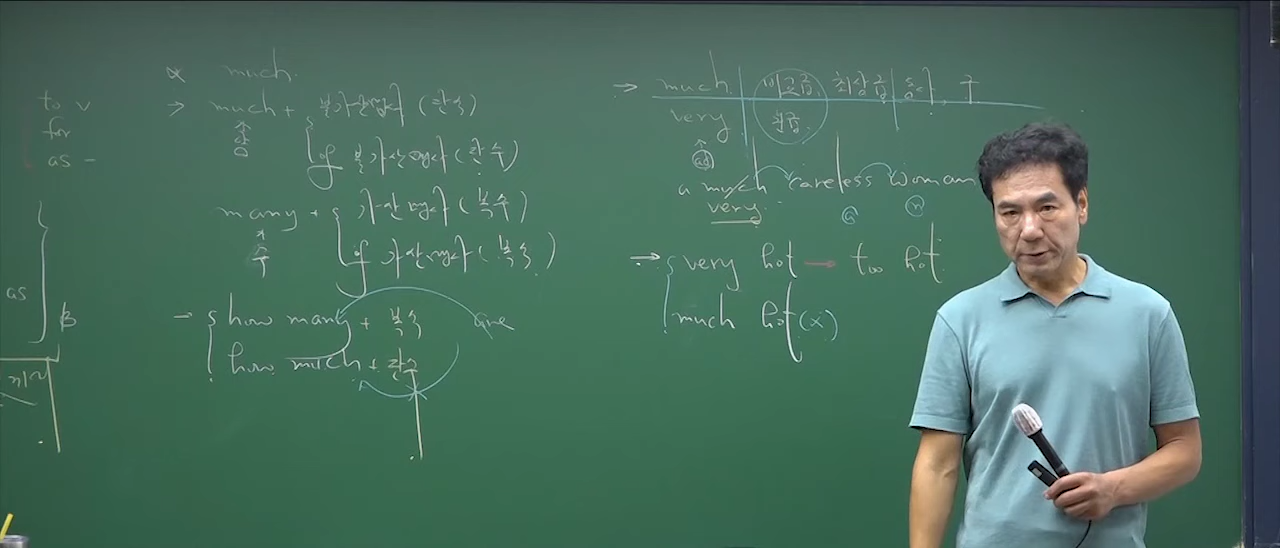 to v
for
as -
as
β
much.
→ much + 불가산명사 (단수)
of 불가산명사 (단수)
many + 가산명사 (복수)
of 가산명사 (복수)
→ how many + 복수
how much + 단수
→ much 비교급, 최상급
very 원급
ad
a much careless woman
very
a n
→ very hot → too hot
much hot (x)